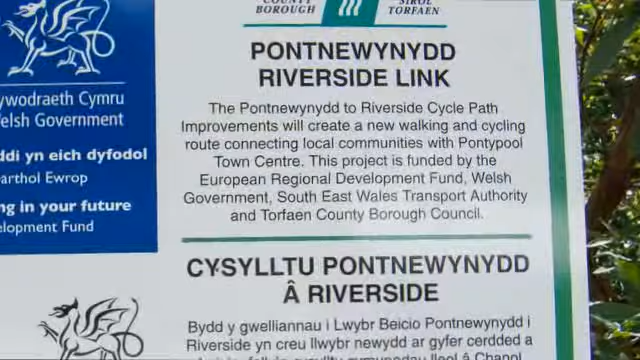 COUNTY
BOROUGH
SIROL
TORFAEN
PONTNEWYNYDD
RIVERSIDE LINK
The Pontnewynydd to Riverside Cycle Path
Improvements will create a new walking and cycling
route connecting local communities with Pontypool
Town Centre. This project is funded by the
European Regional Development Fund, Welsh
Government, South East Wales Transport Authority
and Torfaen County Borough Council.
CYSYLLTU PONTNEWYNYDD
Â RIVERSIDE
Bydd y gwelliannau i Lwybr Beicio Pontnewynydd i
Riverside yn creu llwybr newydd ar gyfer cerdded a
ywodraeth Cymru
elsh Government
ddi yn eich dyfodol
arthol Ewrop
ng in your future
elopment Fund